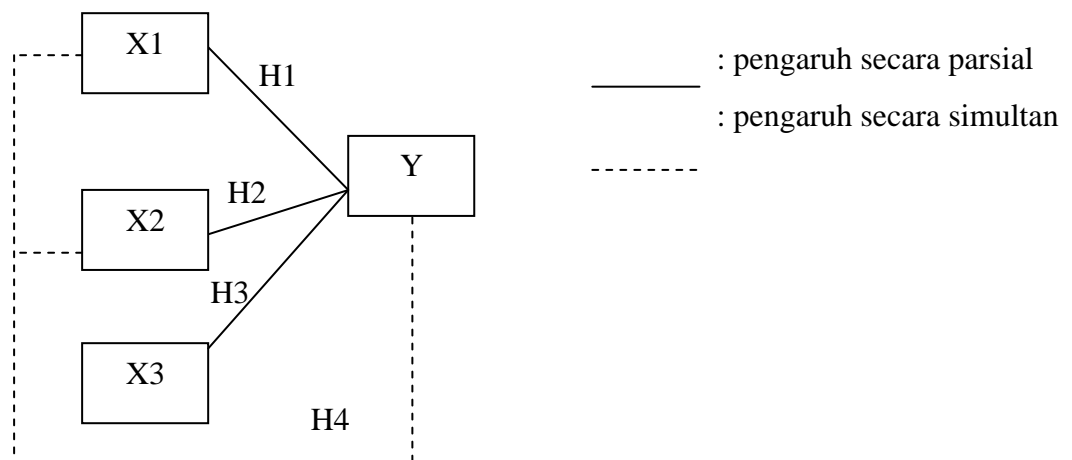 X1
: pengaruh secara parsial
H1
: pengaruh secara simultan
Y
H2
X2
H3
X3
H4